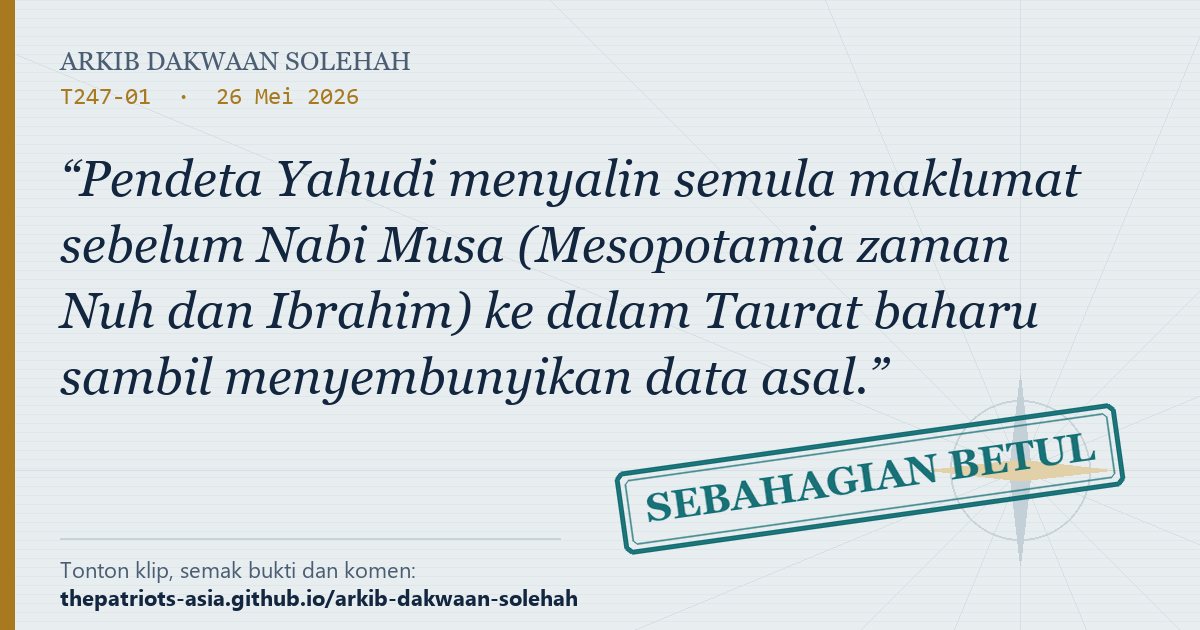 ARKIB DAKWAAN SOLEHAH
T247-01 · 26 Mei 2026
“Pendeta Yahudi menyalin semula maklumat
sebelum Nabi Musa (Mesopotamia zaman
Nuh dan Ibrahim) ke dalam Taurat baharu
sambil menyembunyikan data asal.”
SEBAHAGIAN BETUL
Tonton klip, semak bukti dan komen:
thepatriots-asia.github.io/arkib-dakwaan-solehah